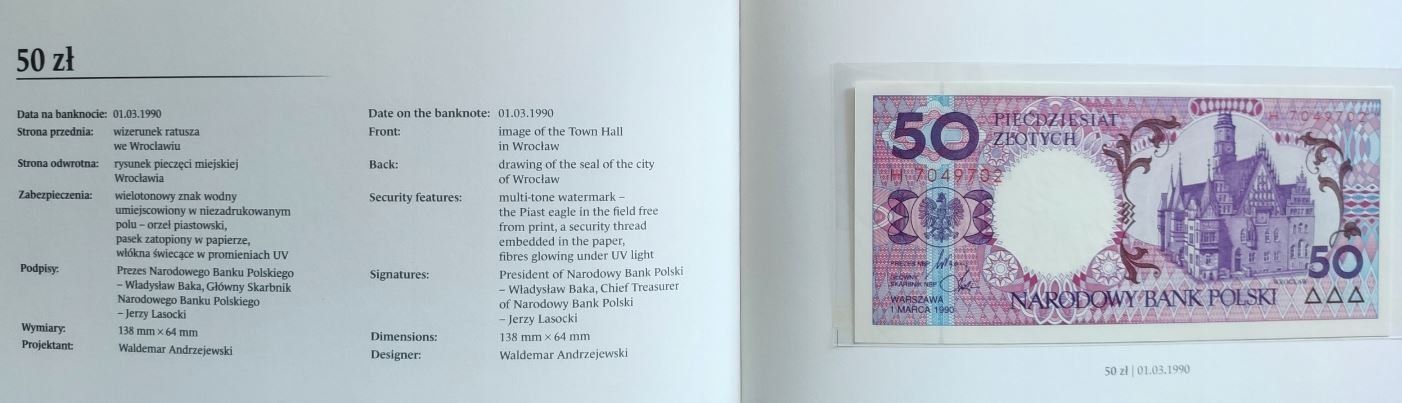 50 zł
Data na banknocie: 01.03.1990
Strona przednia: wizerunek ratusza
we Wrocławiu
Strona odwrotna: rysunek pieczęci miejskiej
Wrocławia
Zabezpieczenia: wielotonowy znak wodny
umiejscowiony w niezadrukowanym
polu – orzeł piastowski,
pasek zatopiony w papierze,
włókna świecące w promieniach UV
Podpisy: Prezes Narodowego Banku Polskiego
– Władysław Baka, Główny Skarbnik
Narodowego Banku Polskiego
– Jerzy Lasocki
Wymiary: 138 mm × 64 mm
Projektant: Waldemar Andrzejewski
Date on the banknote: 01.03.1990
Front: image of the Town Hall
in Wrocław
Back: drawing of the seal of the city
of Wrocław
Security features: multi-tone watermark –
the Piast eagle in the field free
from print, a security thread
embedded in the paper,
fibres glowing under UV light
Signatures: President of Narodowy Bank Polski
– Władysław Baka, Chief Treasurer
of Narodowy Bank Polski
– Jerzy Lasocki
Dimensions: 138 mm × 64 mm
Designer: Waldemar Andrzejewski
50 PIĘĆDZIESIĄT
ZŁOTYCH
H 7049702
H 7049702
PREZES NBP
GŁÓWNY
SKARBNIK NBP
WARSZAWA
1 MARCA 1990
WROCŁAW
50
NARODOWY BANK POLSKI
50 zł | 01.03.1990